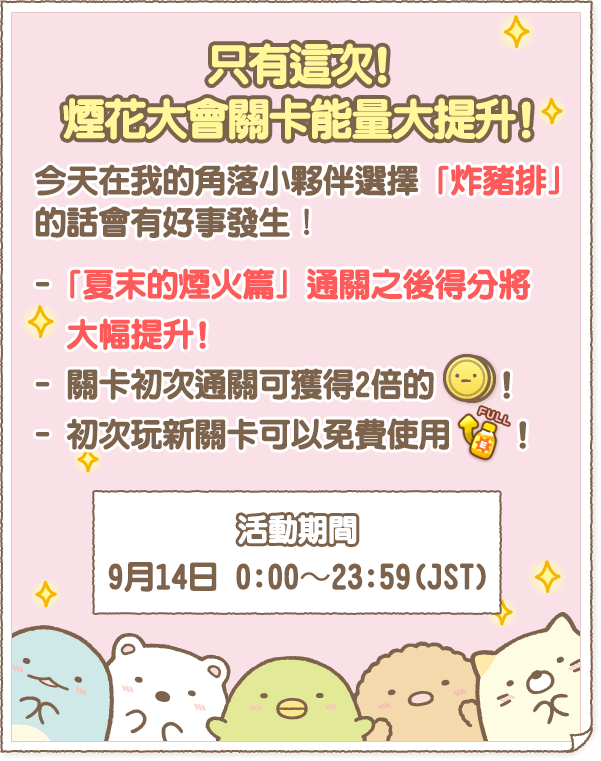 只有這次!
煙花大會關卡能量大提升!
今天在我的角落小夥伴選擇「炸豬排」
的話會有好事發生！
- 「夏末的煙火篇」通關之後得分將
大幅提升!
- 關卡初次通關可獲得2倍的!
- 初次玩新關卡可以免費使用 FULL !
活動期間
9月14日 0:00～23:59(JST)